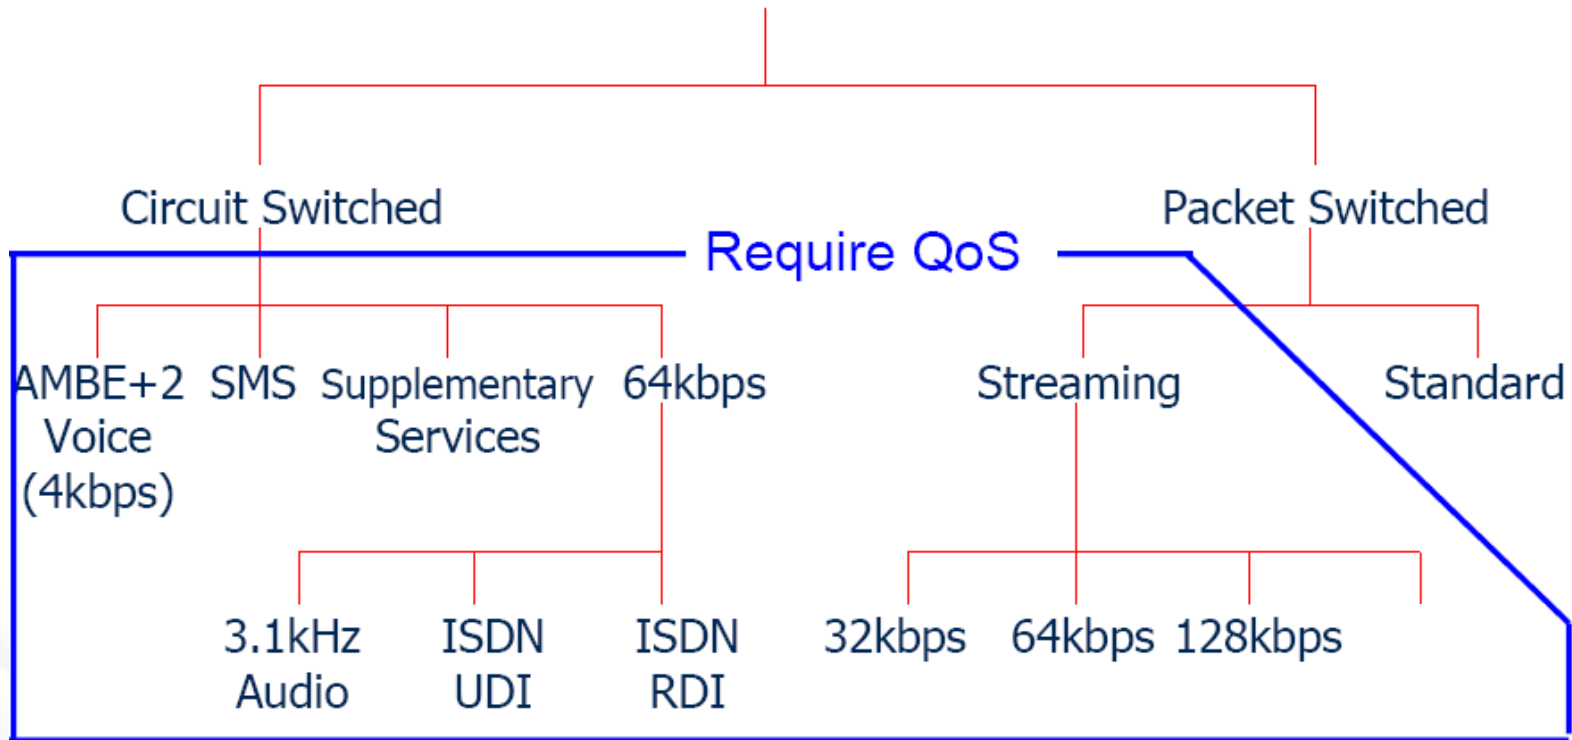 Circuit Switched
Packet Switched
Require QoS
AMBE+2
Voice
(4kbps)
SMS
Supplementary
Services
64kbps
Streaming
Standard
3.1kHz
Audio
ISDN
UDI
ISDN
RDI
32kbps
64kbps
128kbps